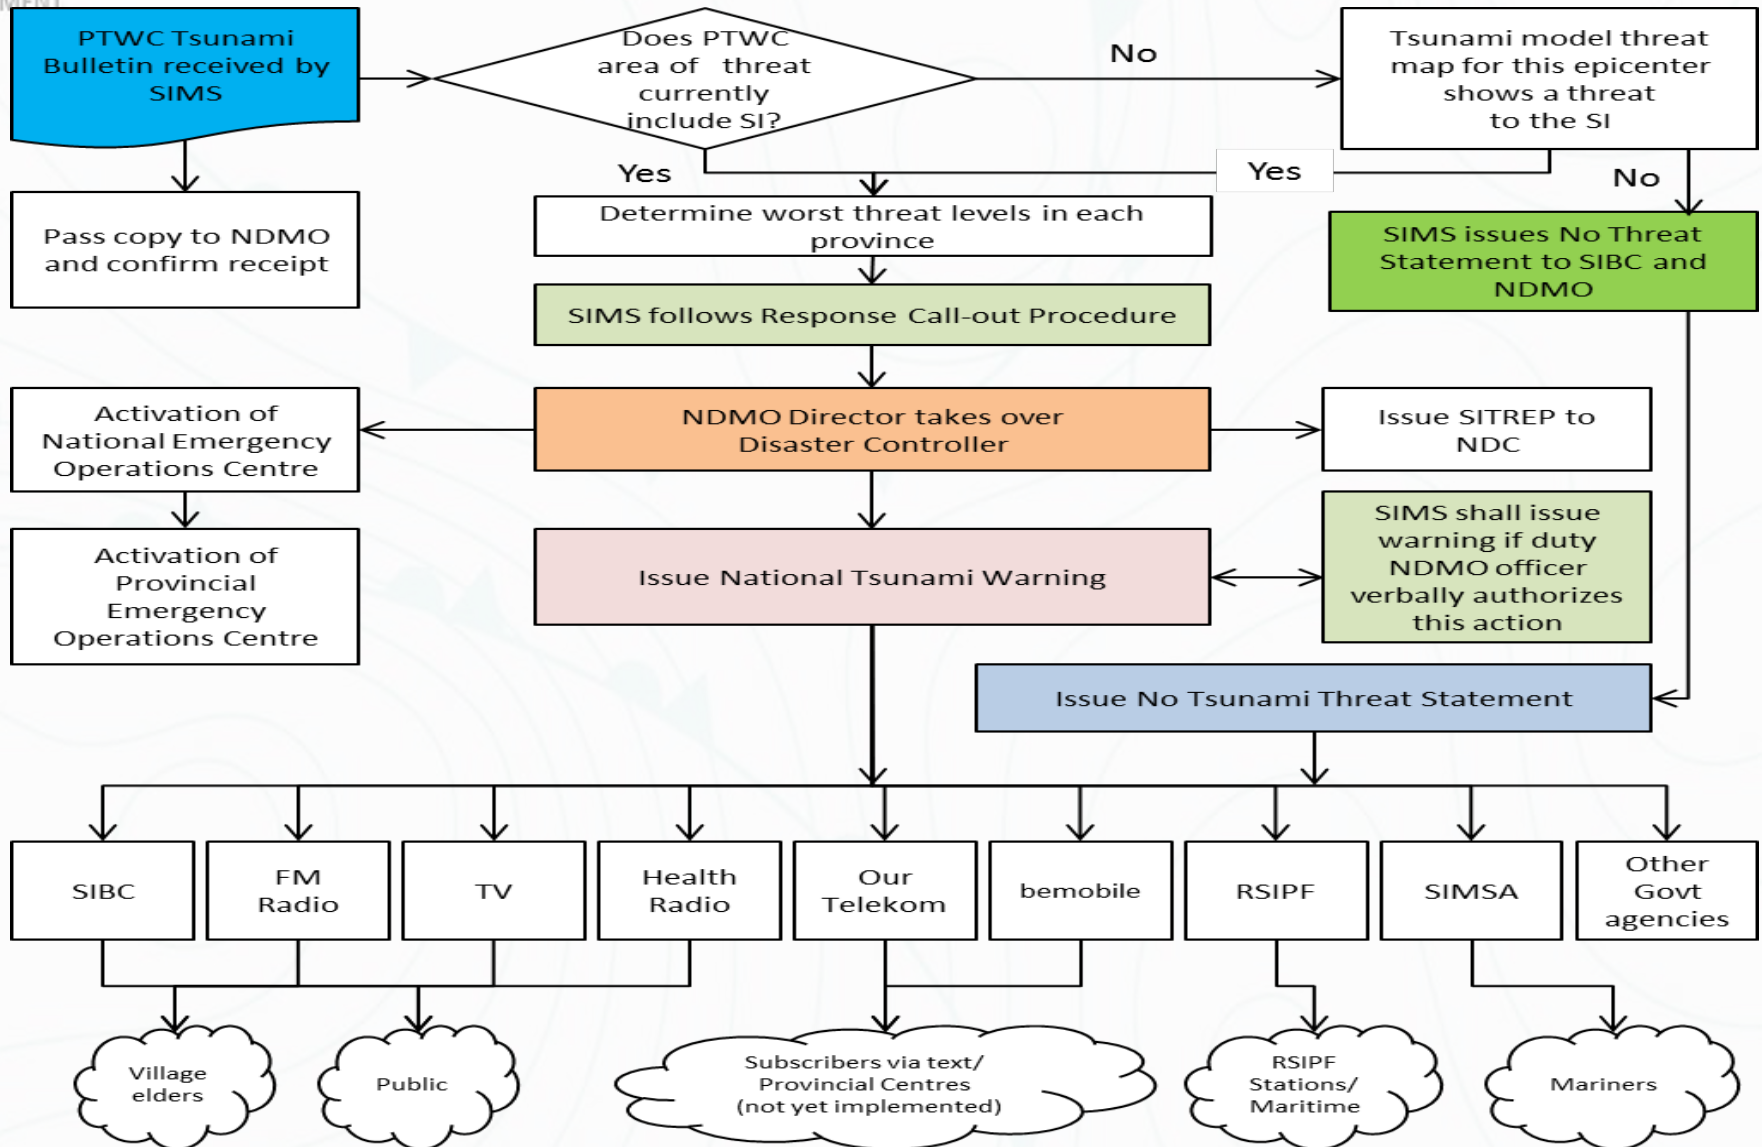 MENT
PTWC Tsunami
Bulletin received by
SIMS
Does PTWC
area of threat
currently
include SI?
No
Tsunami model threat
map for this epicenter
shows a threat
to the SI
Yes
Yes
No
Pass copy to NDMO
and confirm receipt
Determine worst threat levels in each
province
SIMS issues No Threat
Statement to SIBC and
NDMO
SIMS follows Response Call-out Procedure
Activation of
National Emergency
Operations Centre
NDMO Director takes over
Disaster Controller
Issue SITREP to
NDC
Activation of
Provincial
Emergency
Operations Centre
Issue National Tsunami Warning
SIMS shall issue
warning if duty
NDMO officer
verbally authorizes
this action
Issue No Tsunami Threat Statement
SIBC
FM
Radio
TV
Health
Radio
Our
Telekom
bemobile
RSIPF
SIMSA
Other
Govt
agencies
Village
elders
Public
Subscribers via text/
Provincial Centres
(not yet implemented)
RSIPF
Stations/
Maritime
Mariners